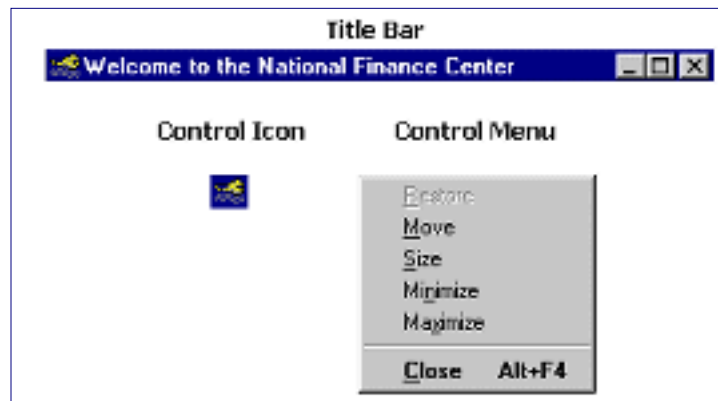 Title Bar
Welcome to the National Finance Center
Control Icon Control Menu
Restore
Move
Size
Minimize
Maximize
Close Alt+F4